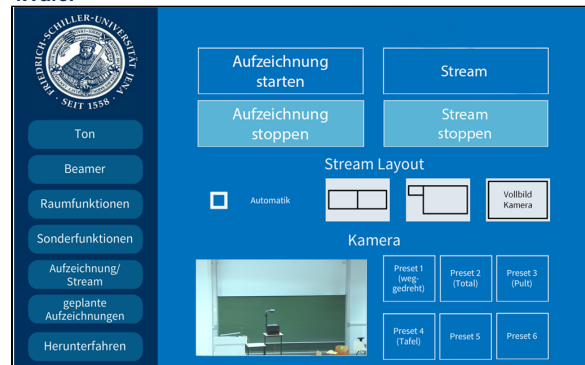 FRIEDRICH-SCHILLER-UNIVERSITÄT JENA
SEIT 1558
Ton
Beamer
Raumfunktionen
Sonderfunktionen
Aufzeichnung/
Stream
geplante
Aufzeichnungen
Herunterfahren
Aufzeichnung
starten
Stream
Aufzeichnung
stoppen
Stream
stoppen
Stream Layout
Automatik
Vollbild
Kamera
Kamera
Preset 1
(weg-
gedreht)
Preset 2
(Total)
Preset 3
(Pult)
Preset 4
(Tafel)
Preset 5
Preset 6